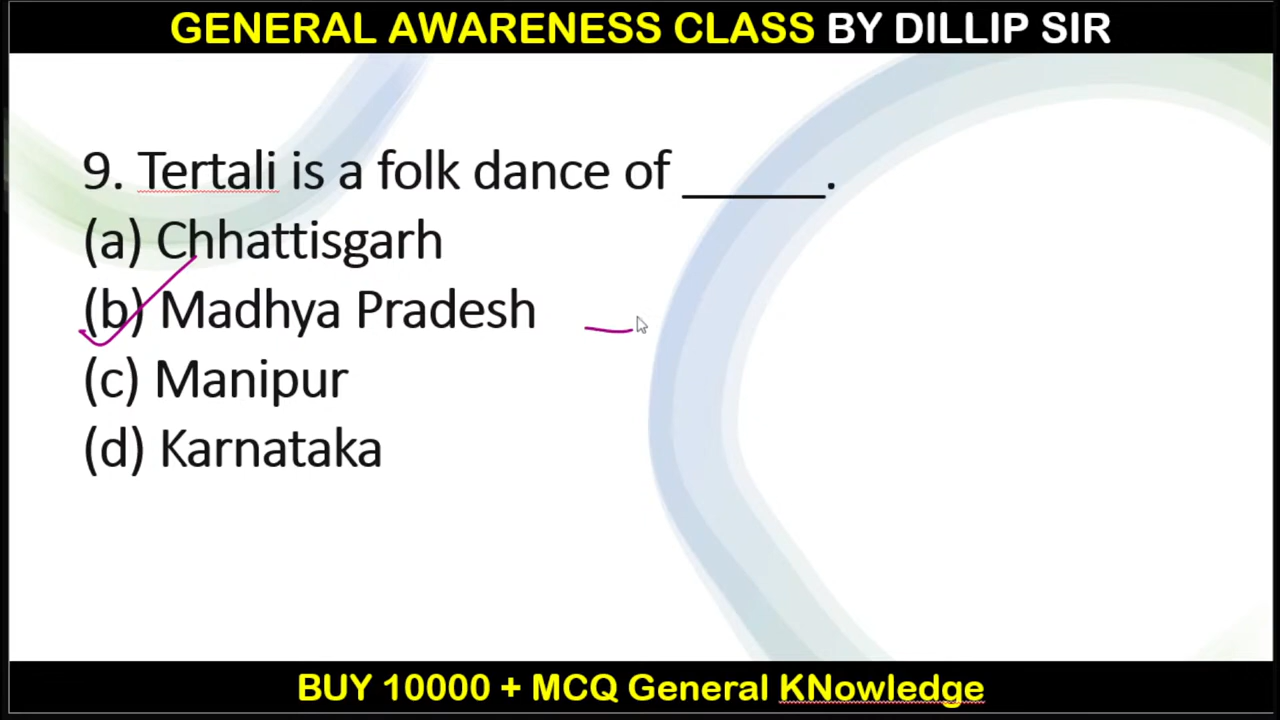 GENERAL AWARENESS CLASS BY DILLIP SIR
9. Tertali is a folk dance of _____.
(a) Chhattisgarh
(b) Madhya Pradesh
(c) Manipur
(d) Karnataka
BUY 10000 + MCQ General KNowledge